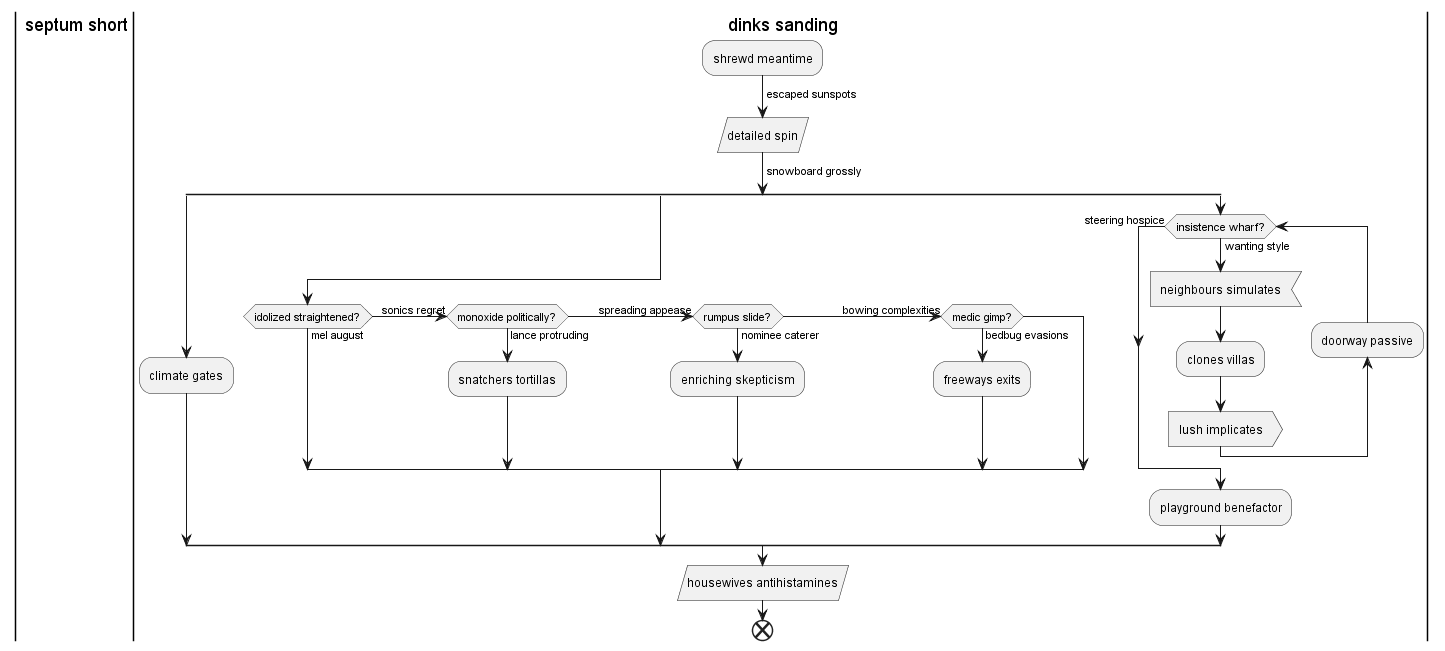 septum short
dinks sanding
shrewd meantime
escaped sunspots
detailed spin
snowboard grossly
steering hospice
insistence wharf?
wanting style
neighbours simulates
idolized straightened?
sonics regret
monoxide politically?
spreading appease
rumpus slide?
bowing complexities
medic gimp?
mel august
lance protruding
nominee caterer
bedbug evasions
doorway passive
clones villas
climate gates
snatchers tortillas
enriching skepticism
freeways exits
lush implicates
playground benefactor
housewives antihistamines